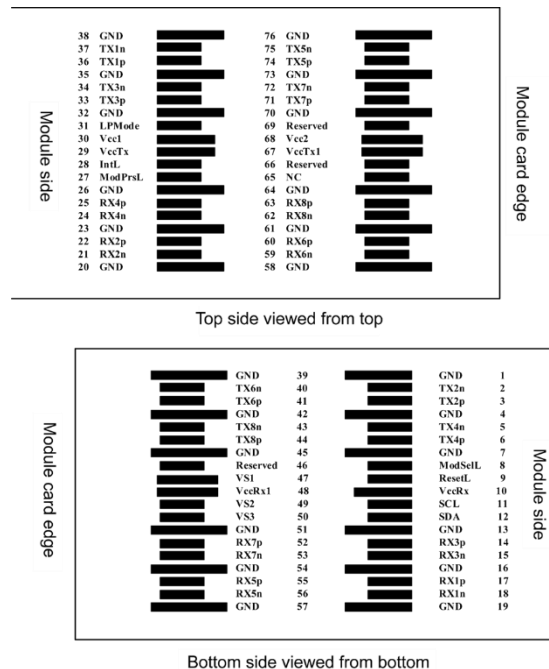 38 GND 76 GND
37 TX1n 75 TX5n
36 TX1p 74 TX5p
35 GND 73 GND
34 TX3n 72 TX7n
33 TX3p 71 TX7p
32 GND 70 GND
31 LPMode 69 Reserved
30 Vcc1 68 Vcc2
29 VccTx 67 VccTx1
28 IntL 66 Reserved
27 ModPrsL 65 NC
26 GND 64 GND
25 RX4p 63 RX8p
24 RX4n 62 RX8n
23 GND 61 GND
22 RX2p 60 RX6p
21 RX2n 59 RX6n
20 GND 58 GND
Module side
Module card edge
Top side viewed from top
GND 39 GND 1
TX6n 40 TX2n 2
TX6p 41 TX2p 3
GND 42 GND 4
TX8n 43 TX4n 5
TX8p 44 TX4p 6
GND 45 GND 7
Reserved 46 ModSelL 8
VS1 47 ResetL 9
VccRx1 48 VccRx 10
VS2 49 SCL 11
VS3 50 SDA 12
GND 51 GND 13
RX7p 52 RX3p 14
RX7n 53 RX3n 15
GND 54 GND 16
RX5p 55 RX1p 17
RX5n 56 RX1n 18
GND 57 GND 19
Module card edge
Module side
Bottom side viewed from bottom